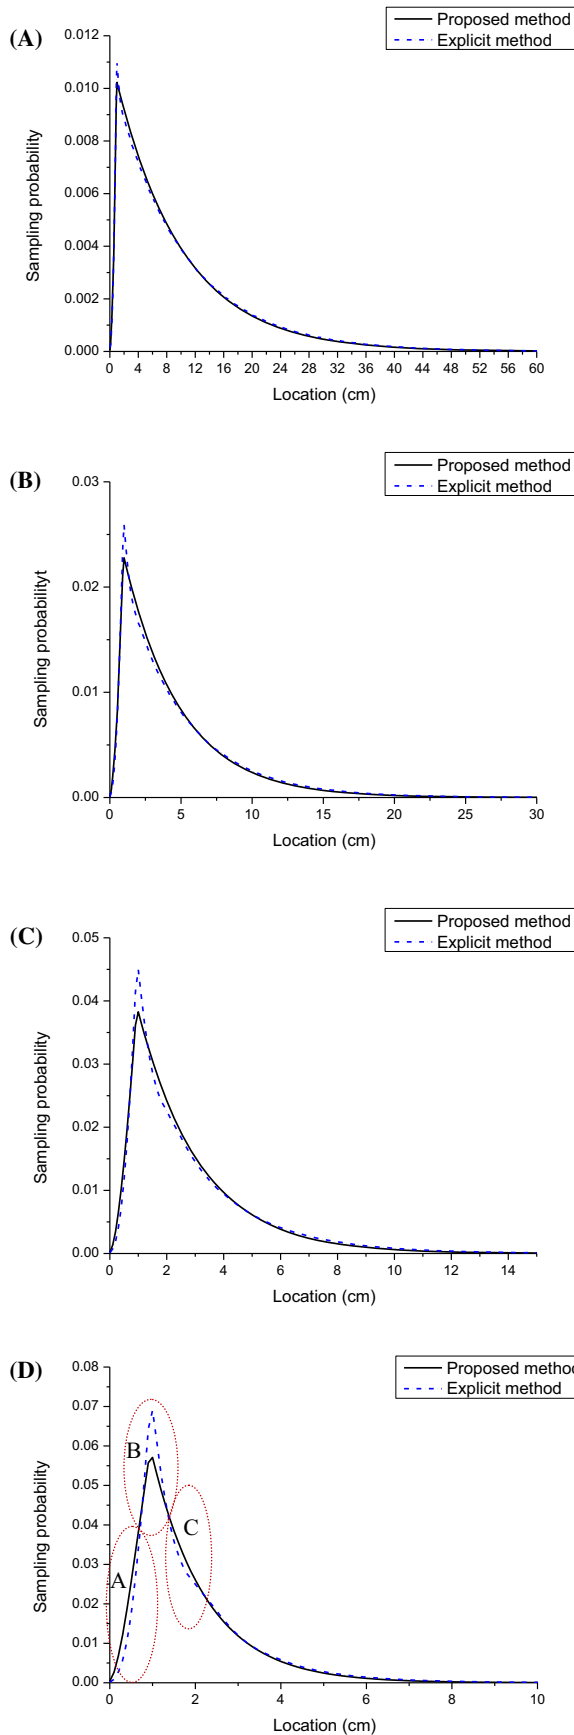 (A)
Proposed method
Explicit method
0.012
0.010
0.008
0.006
0.004
0.002
0.000
Sampling probability
0 4 8 12 16 20 24 28 32 36 40 44 48 52 56 60
Location (cm)
(B)
Proposed method
Explicit method
0.03
0.02
0.01
0.00
Sampling probabilityt
0 5 10 15 20 25 30
Location (cm)
(C)
Proposed method
Explicit method
0.05
0.04
0.03
0.02
0.01
0.00
Sampling probability
0 2 4 6 8 10 12 14
Location (cm)
(D)
Proposed method
Explicit method
0.08
0.07
0.06
0.05
0.04
0.03
0.02
0.01
0.00
Sampling probability
B
C
A
0 2 4 6 8 10
Location (cm)